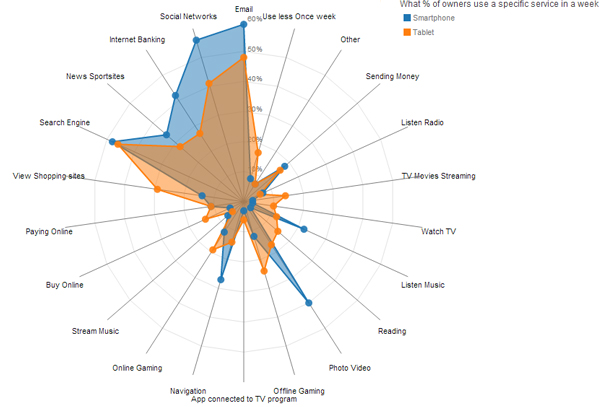 What % of owners use a specific service in a week
Smartphone
Tablet
Email
Social Networks
Use less Once week
Internet Banking
Other
News Sportsites
Sending Money
Search Engine
Listen Radio
View Shopping-sites
TV Movies Streaming
Paying Online
Watch TV
Buy Online
Listen Music
Stream Music
Reading
Online Gaming
Photo Video
Navigation
Offline Gaming
App connected to TV program
60%
50%
40%
30%
20%